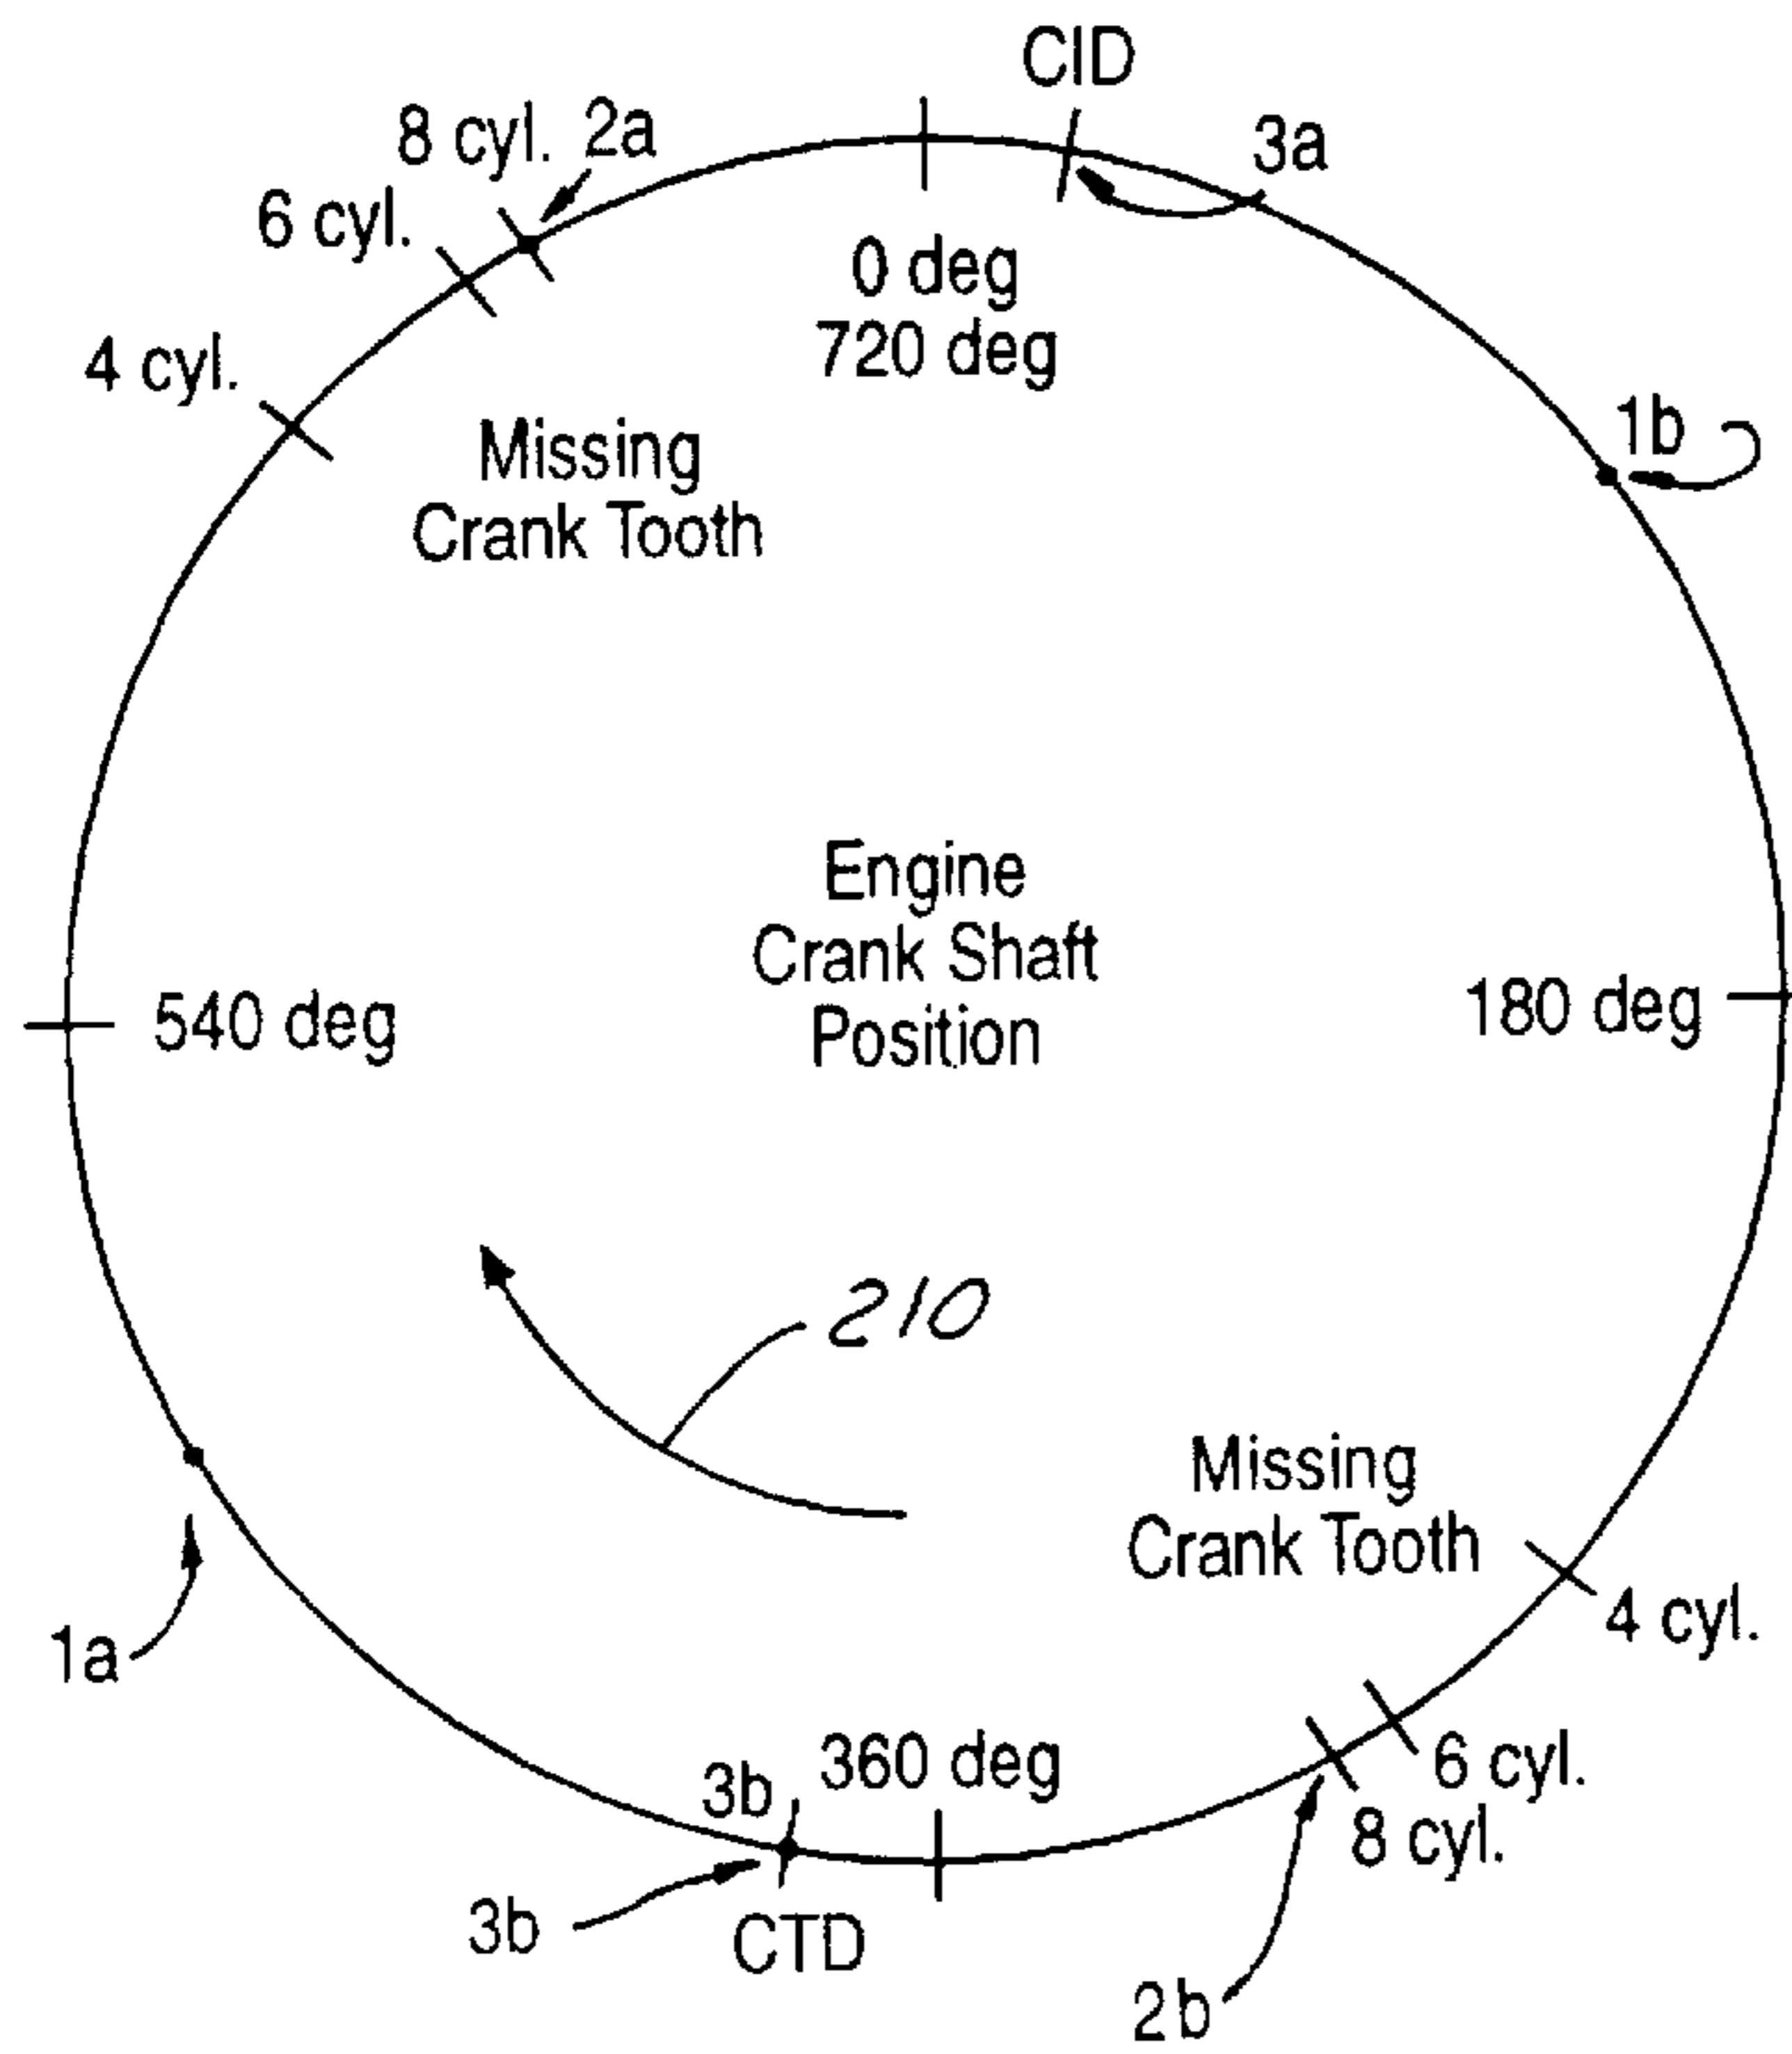 CID
8 cyl.
2a
3a
6 cyl.
0 deg
720 deg
4 cyl.
1b
Missing
Crank Tooth
Engine
Crank Shaft
Position
540 deg
180 deg
210
Missing
Crank Tooth
4 cyl.
1a
360 deg
3b
6 cyl.
8 cyl.
3b
CTD
2b